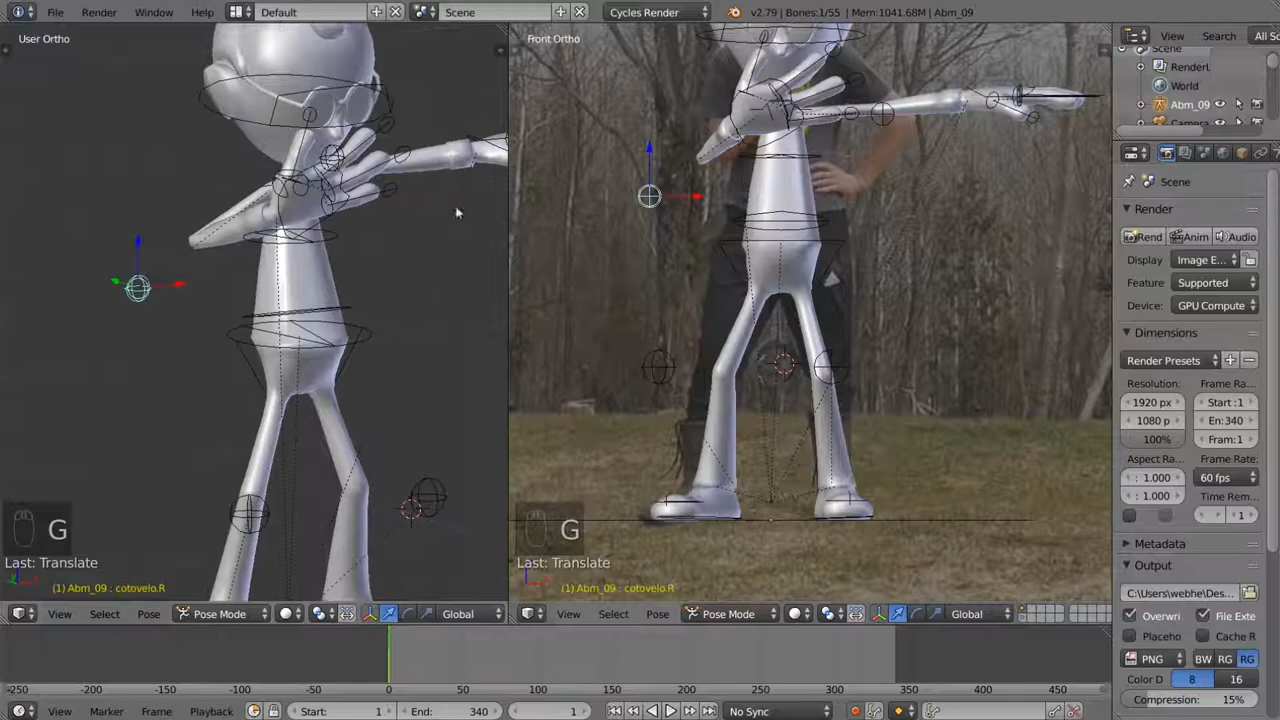 File Render Window Help Default Scene Cycles Render v2.79 | Bones:1/55 | Mem:1041.68M | Abm_09
User Ortho
Front Ortho
View Search All Sc
Scene
RenderL
World
Abm_09
Camera
Scene
Render
Rend Anim Audio
Display Image E...
Feature Supported
Device: GPU Compute
Dimensions
Render Presets
Resolution: Frame Ra...
1920 px Start :1
1080 p En:340
100% Fram:1
Aspect Ra... Frame Rate:
: 1.000 60 fps
: 1.000 Time Rem...
: 1
Metadata
Output
C:\Users\webhe\Des...
Overwri File Exte
Placeho Cache R
PNG BW RG RG
Color D 8 16
Compression: 15%
G
Last: Translate
(1) Abm_09 : cotovelo.R
G
Last: Translate
(1) Abm_09 : cotovelo.R
View Select Pose Pose Mode Global
View Select Pose Pose Mode Global
-250 -200 -150 -100 -50 0 50 100 150 200 250 300 350 400 450
View Marker Frame Playback Start: 1 End: 340 1 No Sync